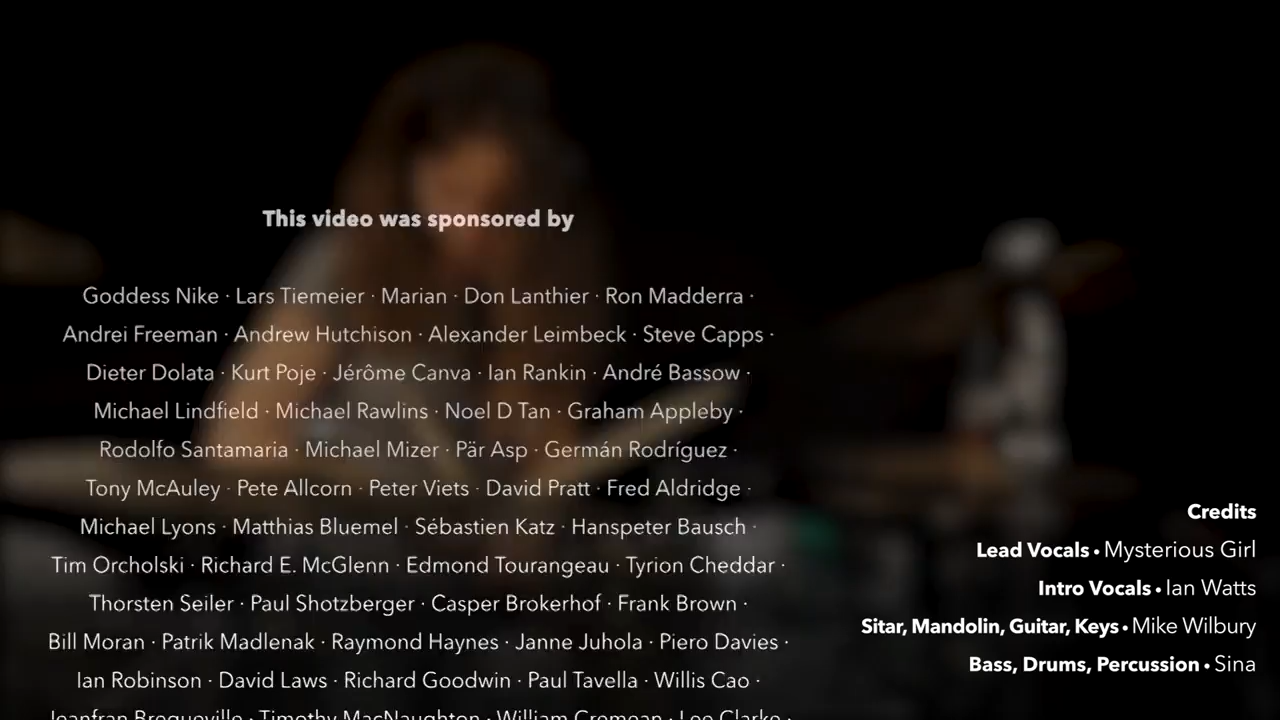 This video was sponsored by
Goddess Nike · Lars Tiemeier · Marian · Don Lanthier · Ron Madderra ·
Andrei Freeman · Andrew Hutchison · Alexander Leimbeck · Steve Capps ·
Dieter Dolata · Kurt Poje · Jérôme Canva · Ian Rankin · André Bassow ·
Michael Lindfield · Michael Rawlins · Noel D Tan · Graham Appleby ·
Rodolfo Santamaria · Michael Mizer · Pär Asp · Germán Rodríguez ·
Tony McAuley · Pete Allcorn · Peter Viets · David Pratt · Fred Aldridge ·
Michael Lyons · Matthias Bluemel · Sébastien Katz · Hanspeter Bausch ·
Tim Orcholski · Richard E. McGlenn · Edmond Tourangeau · Tyrion Cheddar ·
Thorsten Seiler · Paul Shotzberger · Casper Brokerhof · Frank Brown ·
Bill Moran · Patrik Madlenak · Raymond Haynes · Janne Juhola · Piero Davies ·
Ian Robinson · David Laws · Richard Goodwin · Paul Tavella · Willis Cao ·
Timothy MacNaughton · William
Credits
Lead Vocals • Mysterious Girl
Intro Vocals • Ian Watts
Sitar, Mandolin, Guitar, Keys • Mike Wilbury
Bass, Drums, Percussion • Sina